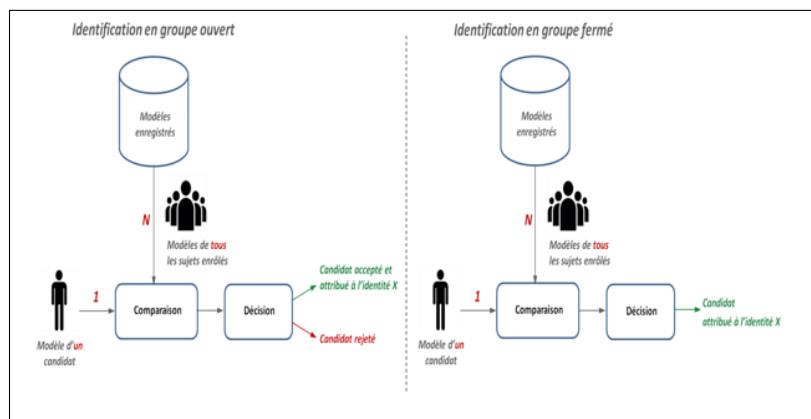 Identification en groupe ouvert
Modèles
enregistrés
N
Modèles de tous
les sujets enrôlés
1
Modèle d'un
candidat
Comparaison
Décision
Candidat accepté et
attribué à l'identité X
Candidat rejeté
Identification en groupe fermé
Modèles
enregistrés
N
Modèles de tous
les sujets enrôlés
1
Modèle d'un
candidat
Comparaison
Décision
Candidat
attribué à l'identité X